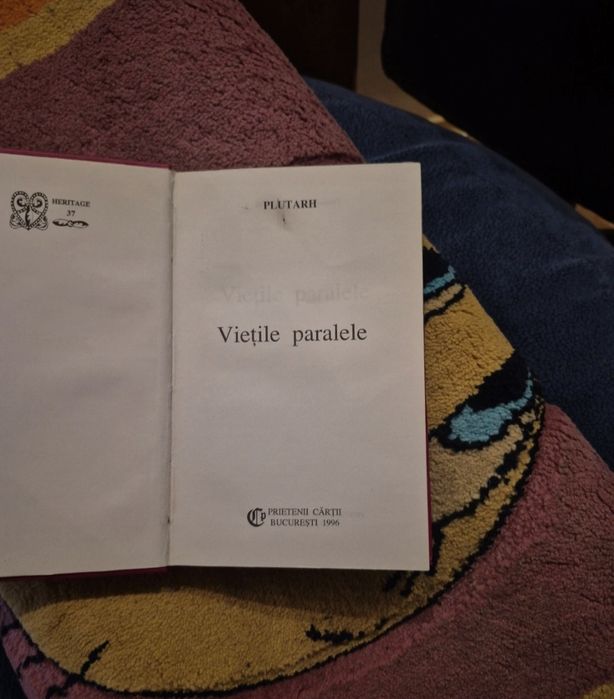 HERITAGE
37
PLUTARH
Viețile paralele
Viețile paralele
PRIETENII CĂRȚII
BUCUREȘTI 1996